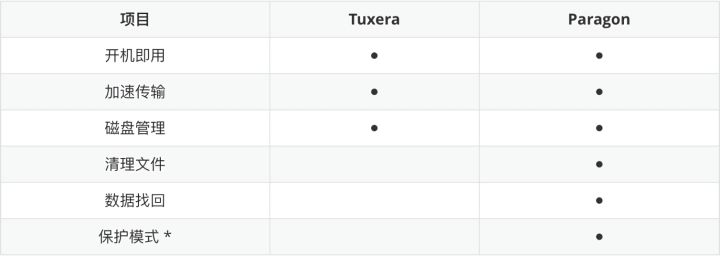 项目 Tuxera Paragon
开机即用 • •
加速传输 • •
磁盘管理 • •
清理文件 •
数据找回 •
保护模式 * •